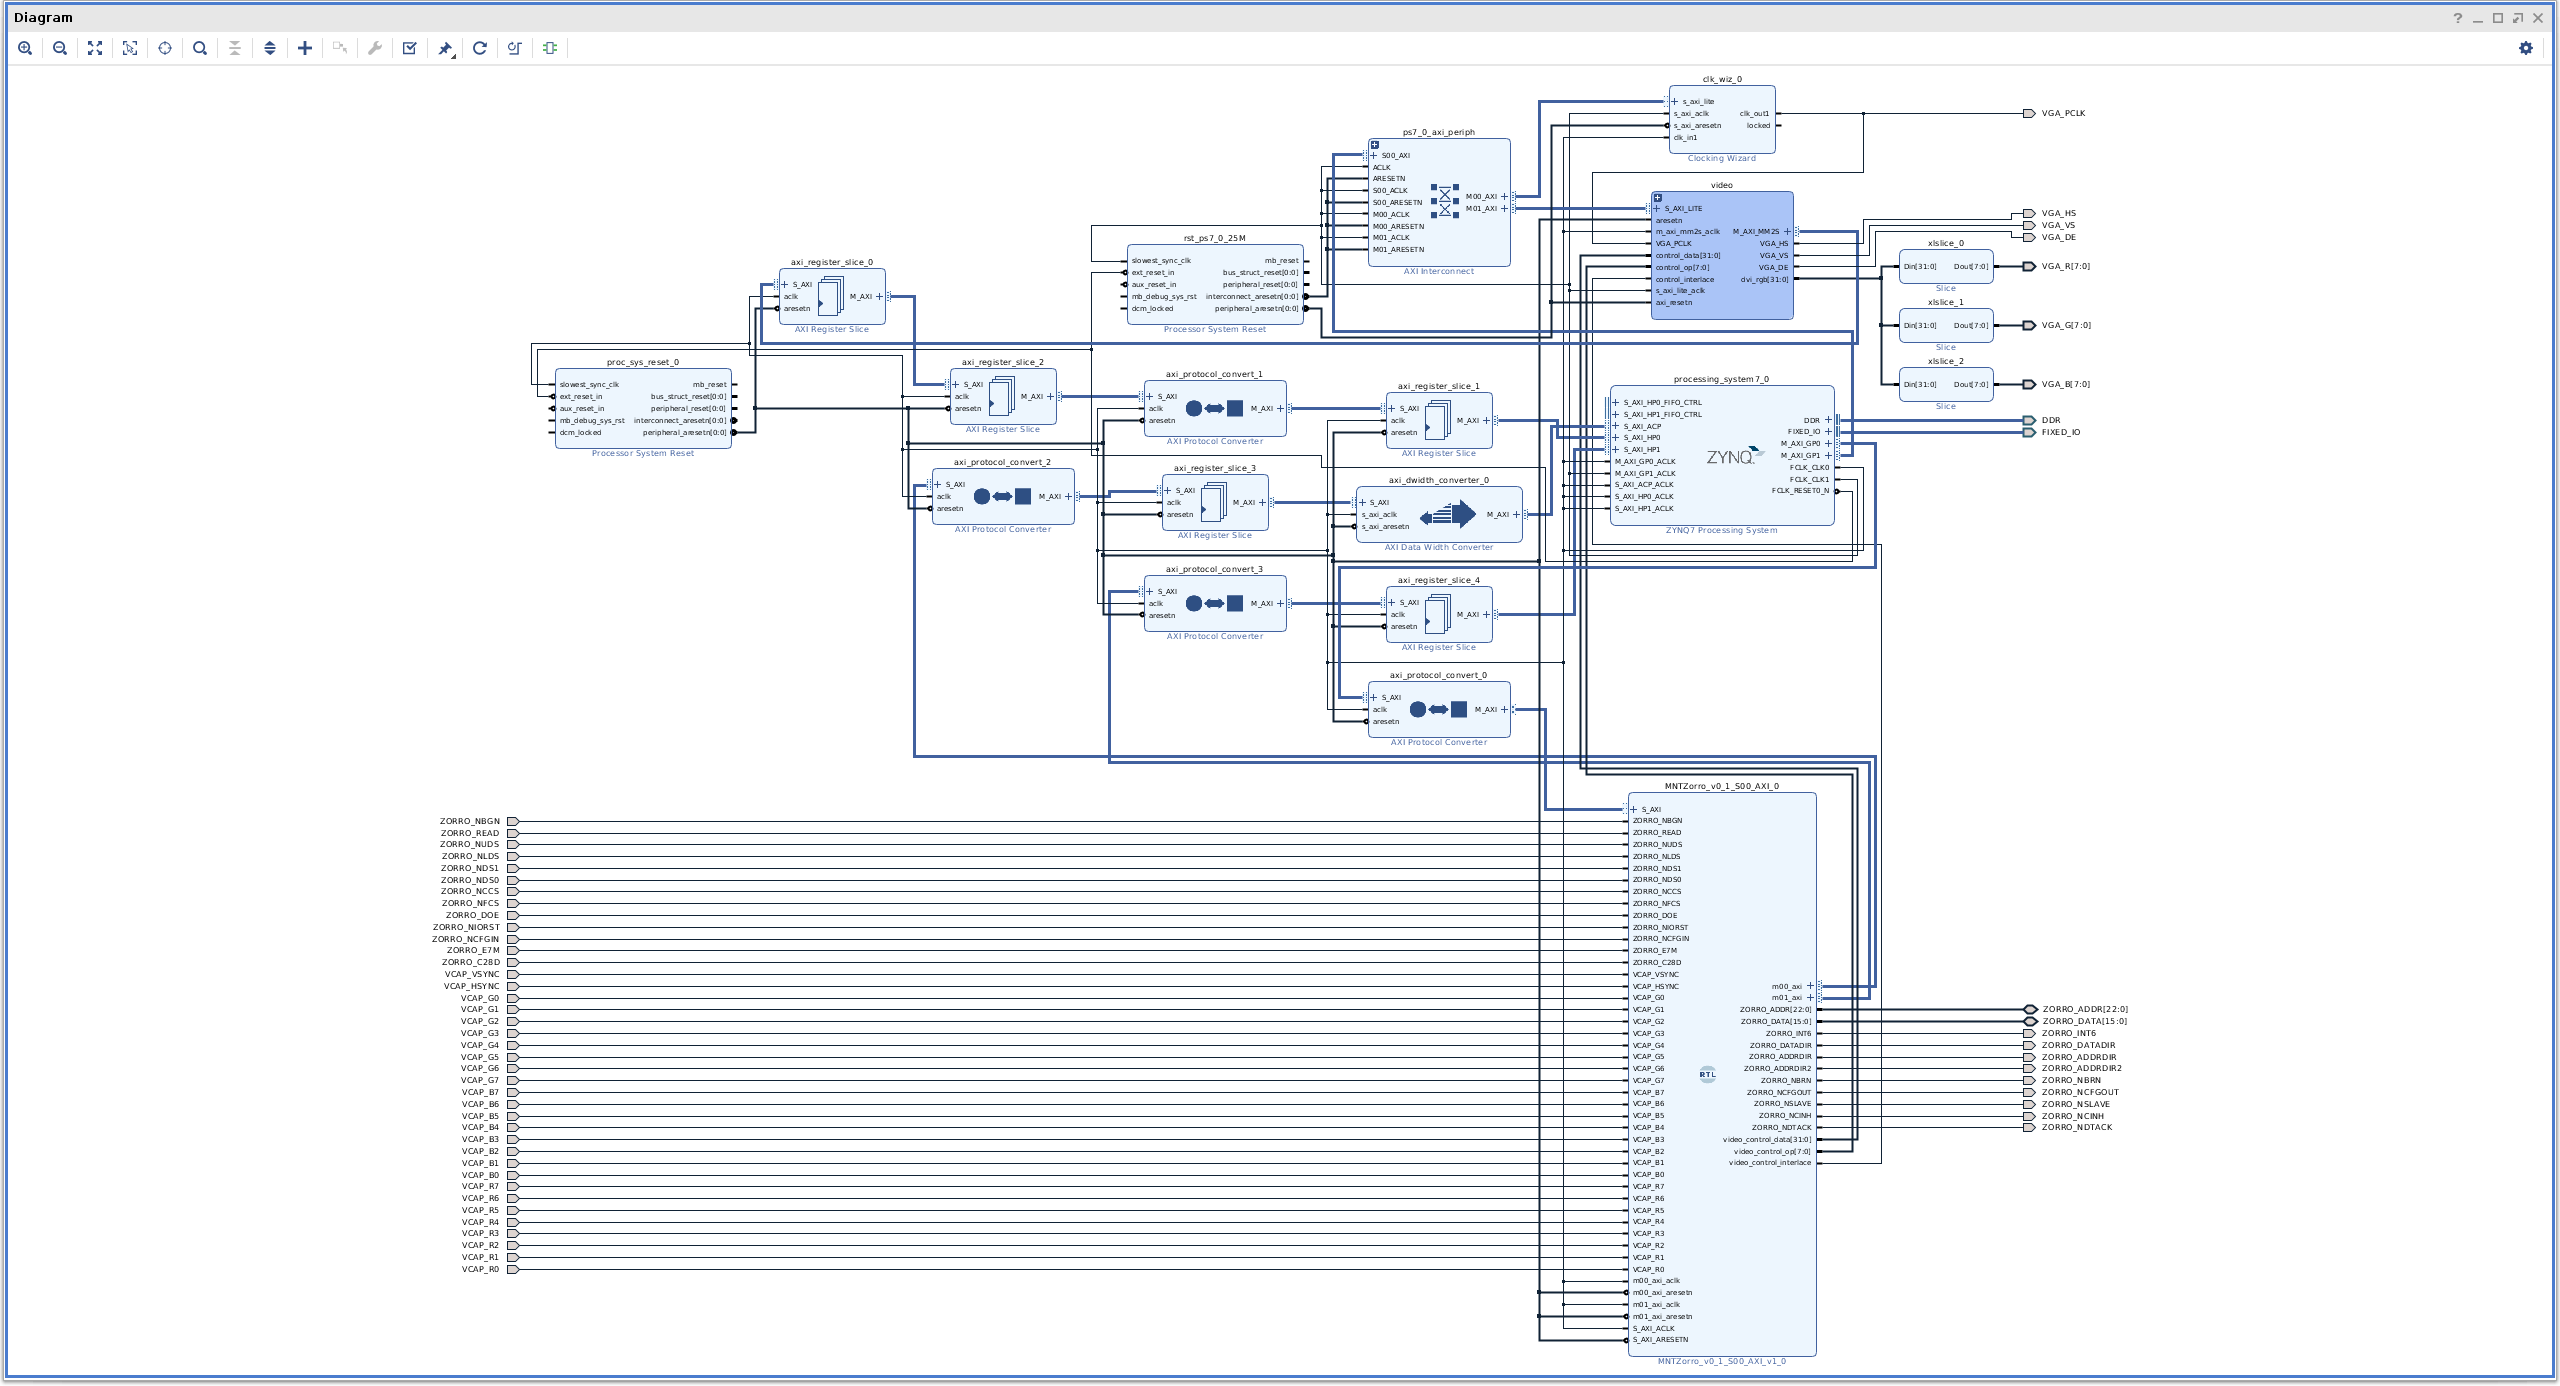 Diagram
clk_wiz_0
s_axi_lite
s_axi_aclk
s_axi_aresetn
clk_in1
clk_out1
locked
Clocking Wizard
VGA_PCLK
ps7_0_axi_periph
S00_AXI
ACLK
ARESETN
S00_ACLK
S00_ARESETN
M00_ACLK
M00_ARESETN
M01_ACLK
M01_ARESETN
M00_AXI
M01_AXI
AXI Interconnect
video
S_AXI_LITE
aresetn
m_axi_mm2s_aclk
VGA_PCLK
control_data[31:0]
control_op[7:0]
control_interlace
s_axi_lite_aclk
axi_resetn
M_AXI_MM2S
VGA_HS
VGA_VS
VGA_DE
dvi_rgb[31:0]
VGA_HS
VGA_VS
VGA_DE
xlslice_0
Din[31:0]
Dout[7:0]
Slice
VGA_R[7:0]
xlslice_1
Din[31:0]
Dout[7:0]
Slice
VGA_G[7:0]
xlslice_2
Din[31:0]
Dout[7:0]
Slice
VGA_B[7:0]
rst_ps7_0_25M
slowest_sync_clk
ext_reset_in
aux_reset_in
mb_debug_sys_rst
dcm_locked
mb_reset
bus_struct_reset[0:0]
peripheral_reset[0:0]
interconnect_aresetn[0:0]
peripheral_aresetn[0:0]
Processor System Reset
axi_register_slice_0
S_AXI
aclk
aresetn
M_AXI
AXI Register Slice
proc_sys_reset_0
slowest_sync_clk
ext_reset_in
aux_reset_in
mb_debug_sys_rst
dcm_locked
mb_reset
bus_struct_reset[0:0]
peripheral_reset[0:0]
interconnect_aresetn[0:0]
peripheral_aresetn[0:0]
Processor System Reset
axi_register_slice_2
S_AXI
aclk
aresetn
M_AXI
AXI Register Slice
axi_protocol_convert_1
S_AXI
aclk
aresetn
M_AXI
AXI Protocol Converter
axi_register_slice_1
S_AXI
aclk
aresetn
M_AXI
AXI Register Slice
processing_system7_0
S_AXI_HP0_FIFO_CTRL
S_AXI_HP1_FIFO_CTRL
S_AXI_ACP
S_AXI_HP0
S_AXI_HP1
M_AXI_GP0_ACLK
M_AXI_GP1_ACLK
S_AXI_ACP_ACLK
S_AXI_HP0_ACLK
S_AXI_HP1_ACLK
ZYNQ
DDR
FIXED_IO
M_AXI_GP0
M_AXI_GP1
FCLK_CLK0
FCLK_CLK1
FCLK_RESET0_N
ZYNQ7 Processing System
DDR
FIXED_IO
axi_protocol_convert_2
S_AXI
aclk
aresetn
M_AXI
AXI Protocol Converter
axi_register_slice_3
S_AXI
aclk
aresetn
M_AXI
AXI Register Slice
axi_dwidth_converter_0
S_AXI
s_axi_aclk
s_axi_aresetn
M_AXI
AXI Data Width Converter
axi_protocol_convert_3
S_AXI
aclk
aresetn
M_AXI
AXI Protocol Converter
axi_register_slice_4
S_AXI
aclk
aresetn
M_AXI
AXI Register Slice
axi_protocol_convert_0
S_AXI
aclk
aresetn
M_AXI
AXI Protocol Converter
ZORRO_NBGN
ZORRO_READ
ZORRO_NUDS
ZORRO_NLDS
ZORRO_NDS1
ZORRO_NDS0
ZORRO_NCCS
ZORRO_NFCS
ZORRO_DOE
ZORRO_NIORST
ZORRO_NCFGIN
ZORRO_E7M
ZORRO_C28D
VCAP_VSYNC
VCAP_HSYNC
VCAP_G0
VCAP_G1
VCAP_G2
VCAP_G3
VCAP_G4
VCAP_G5
VCAP_G6
VCAP_G7
VCAP_B7
VCAP_B6
VCAP_B5
VCAP_B4
VCAP_B3
VCAP_B2
VCAP_B1
VCAP_B0
VCAP_R7
VCAP_R6
VCAP_R5
VCAP_R4
VCAP_R3
VCAP_R2
VCAP_R1
VCAP_R0
MNTZorro_v0_1_S00_AXI_0
S_AXI
ZORRO_NBGN
ZORRO_READ
ZORRO_NUDS
ZORRO_NLDS
ZORRO_NDS1
ZORRO_NDS0
ZORRO_NCCS
ZORRO_NFCS
ZORRO_DOE
ZORRO_NIORST
ZORRO_NCFGIN
ZORRO_E7M
ZORRO_C28D
VCAP_VSYNC
VCAP_HSYNC
VCAP_G0
VCAP_G1
VCAP_G2
VCAP_G3
VCAP_G4
VCAP_G5
VCAP_G6
VCAP_G7
VCAP_B7
VCAP_B6
VCAP_B5
VCAP_B4
VCAP_B3
VCAP_B2
VCAP_B1
VCAP_B0
VCAP_R7
VCAP_R6
VCAP_R5
VCAP_R4
VCAP_R3
VCAP_R2
VCAP_R1
VCAP_R0
m00_axi_aclk
m00_axi_aresetn
m01_axi_aclk
m01_axi_aresetn
S_AXI_ACLK
S_AXI_ARESETN
RTL
m00_axi
m01_axi
ZORRO_ADDR[22:0]
ZORRO_DATA[15:0]
ZORRO_INT6
ZORRO_DATADIR
ZORRO_ADDRDIR
ZORRO_ADDRDIR2
ZORRO_NBRN
ZORRO_NCFGOUT
ZORRO_NSLAVE
ZORRO_NCINH
ZORRO_NDTACK
video_control_data[31:0]
video_control_op[7:0]
video_control_interlace
MNTZorro_v0_1_S00_AXI_v1_0
ZORRO_ADDR[22:0]
ZORRO_DATA[15:0]
ZORRO_INT6
ZORRO_DATADIR
ZORRO_ADDRDIR
ZORRO_ADDRDIR2
ZORRO_NBRN
ZORRO_NCFGOUT
ZORRO_NSLAVE
ZORRO_NCINH
ZORRO_NDTACK